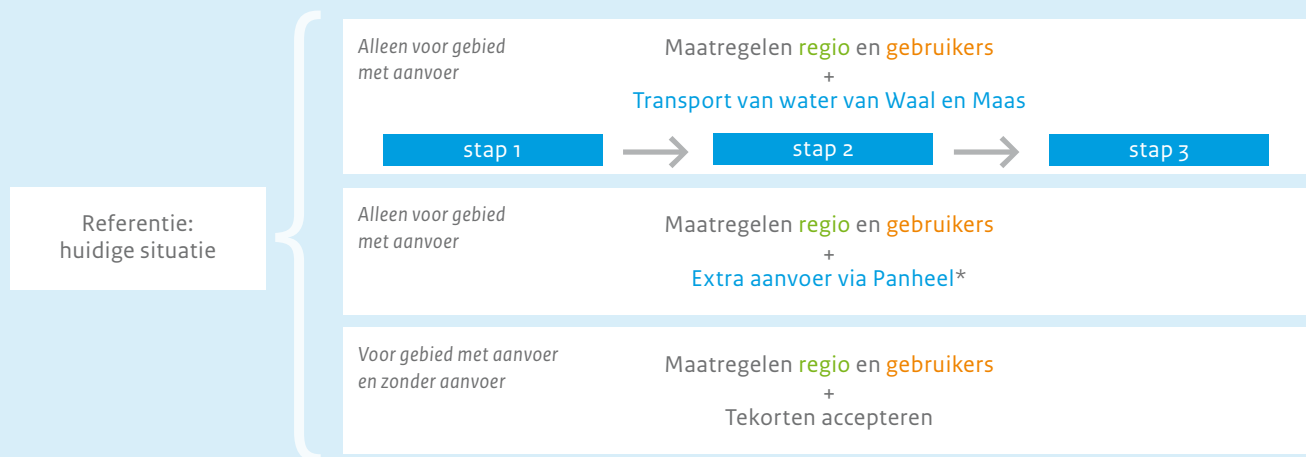 Referentie:
huidige situatie
Alleen voor gebied
met aanvoer
Maatregelen regio en gebruikers
+
Transport van water van Waal en Maas
stap 1
stap 2
stap 3
Alleen voor gebied
met aanvoer
Maatregelen regio en gebruikers
+
Extra aanvoer via Panheel*
Voor gebied met aanvoer
en zonder aanvoer
Maatregelen regio en gebruikers
+
Tekorten accepteren